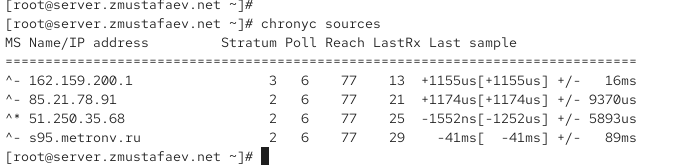 [root@server.zmustafaev.net ~]#
[root@server.zmustafaev.net ~]# chronyc sources
MS Name/IP address         Stratum Poll Reach LastRx Last sample
===============================================================================
^- 162.159.200.1                 3   6    77    13  +1155us[+1155us] +/-   16ms
^- 85.21.78.91                   2   6    77    21  +1174us[+1174us] +/- 9370us
^* 51.250.35.68                  2   6    77    25  -1552ns[-1252us] +/- 5893us
^- s95.metronv.ru                2   6    77    29    -41ms[  -41ms] +/-   89ms
[root@server.zmustafaev.net ~]#